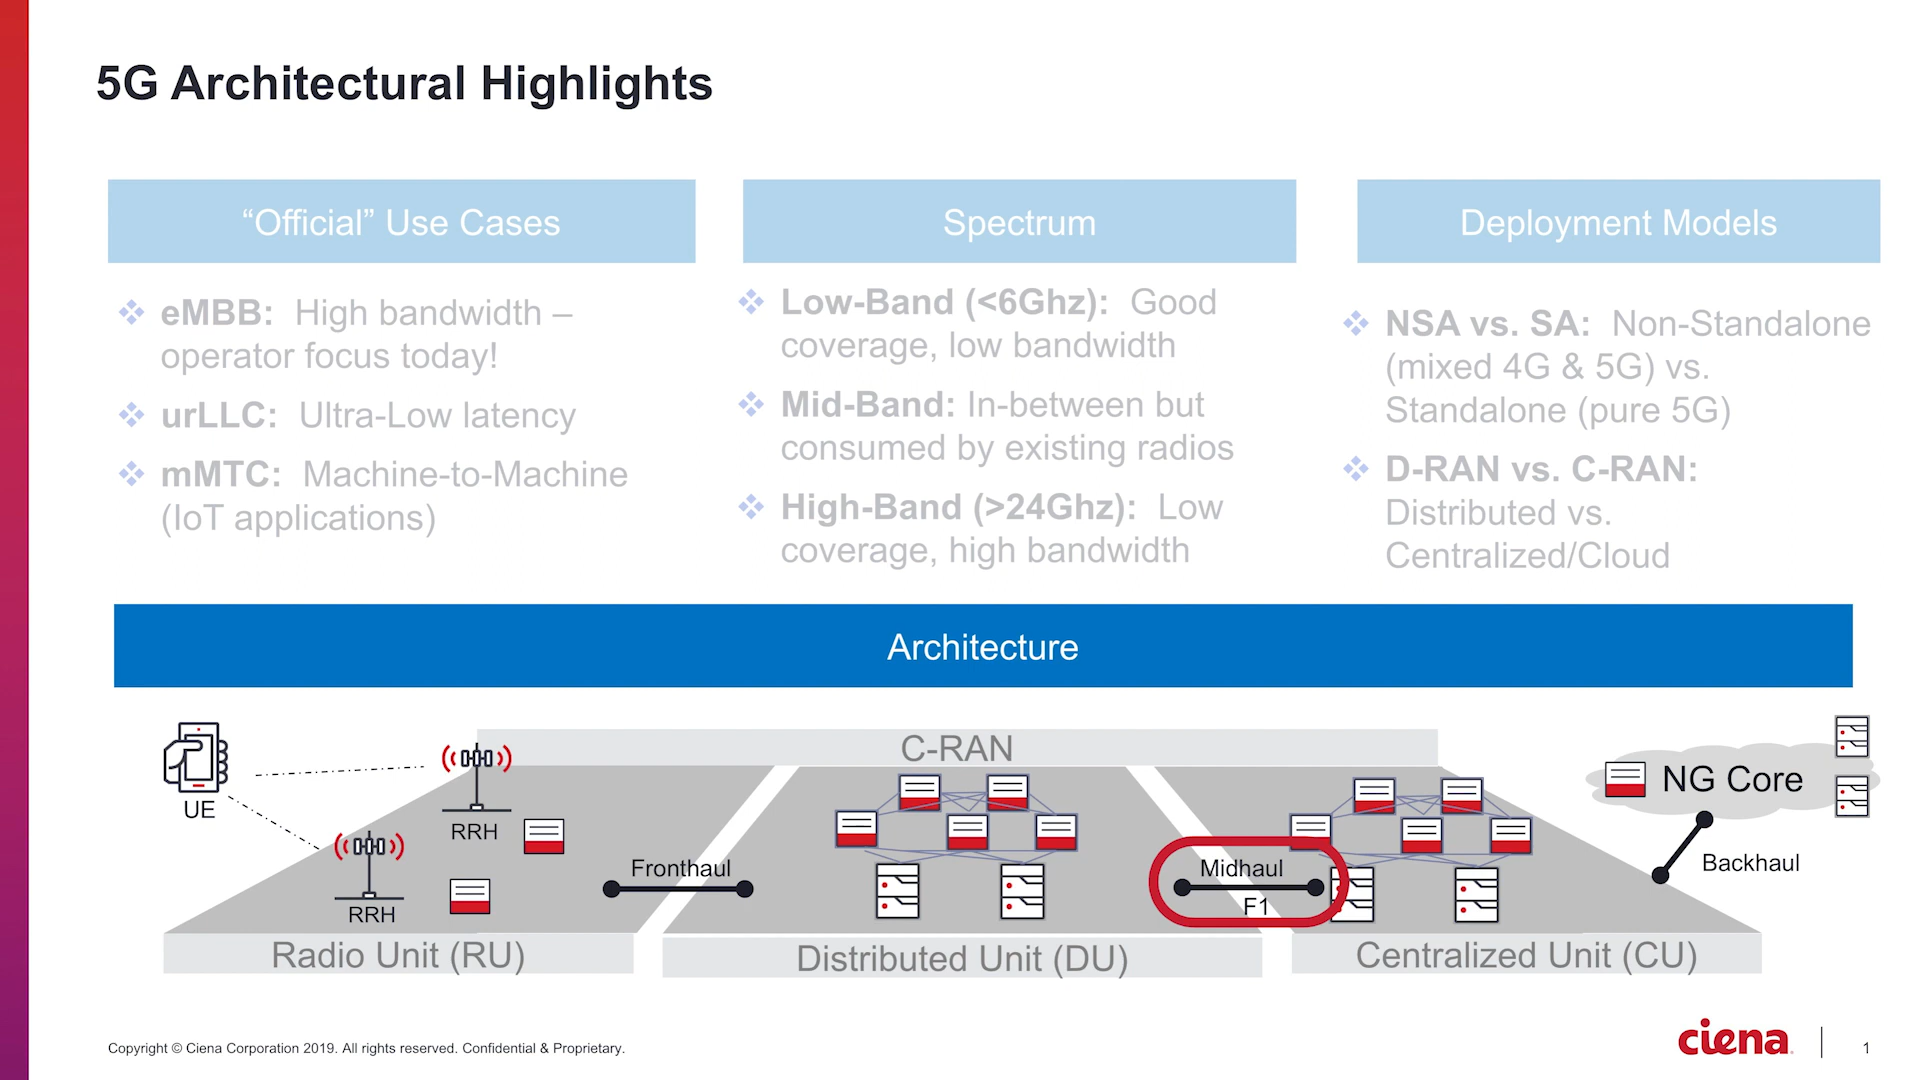 5G Architectural Highlights
“Official” Use Cases
eMBB: High bandwidth –
operator focus today!
urLLC: Ultra-Low latency
mMTC: Machine-to-Machine
(IoT applications)
Spectrum
Low-Band (<6Ghz): Good
coverage, low bandwidth
Mid-Band: In-between but
consumed by existing radios
High-Band (>24Ghz): Low
coverage, high bandwidth
Deployment Models
NSA vs. SA: Non-Standalone
(mixed 4G & 5G) vs.
Standalone (pure 5G)
D-RAN vs. C-RAN:
Distributed vs.
Centralized/Cloud
Architecture
C-RAN
UE
RRH
RRH
Fronthaul
Midhaul
F1
NG Core
Backhaul
Radio Unit (RU)
Distributed Unit (DU)
Centralized Unit (CU)
Copyright © Ciena Corporation 2019. All rights reserved. Confidential & Proprietary.
ciena
1